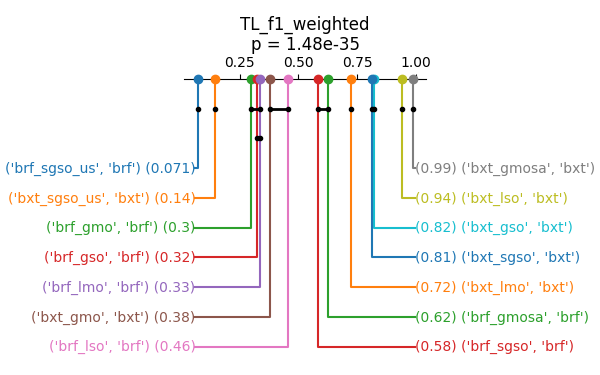 TL_f1_weighted
p = 1.48e-35
0.25 0.50 0.75 1.00
('brf_sgso_us', 'brf') (0.071) (0.99) ('bxt_gmosa', 'bxt')
('bxt_sgso_us', 'bxt') (0.14) (0.94) ('bxt_lso', 'bxt')
('brf_gmo', 'brf') (0.3) (0.82) ('bxt_gso', 'bxt')
('brf_gso', 'brf') (0.32) (0.81) ('bxt_sgso', 'bxt')
('brf_lmo', 'brf') (0.33) (0.72) ('bxt_lmo', 'bxt')
('bxt_gmo', 'bxt') (0.38) (0.62) ('brf_gmosa', 'brf')
('brf_lso', 'brf') (0.46) (0.58) ('brf_sgso', 'brf')